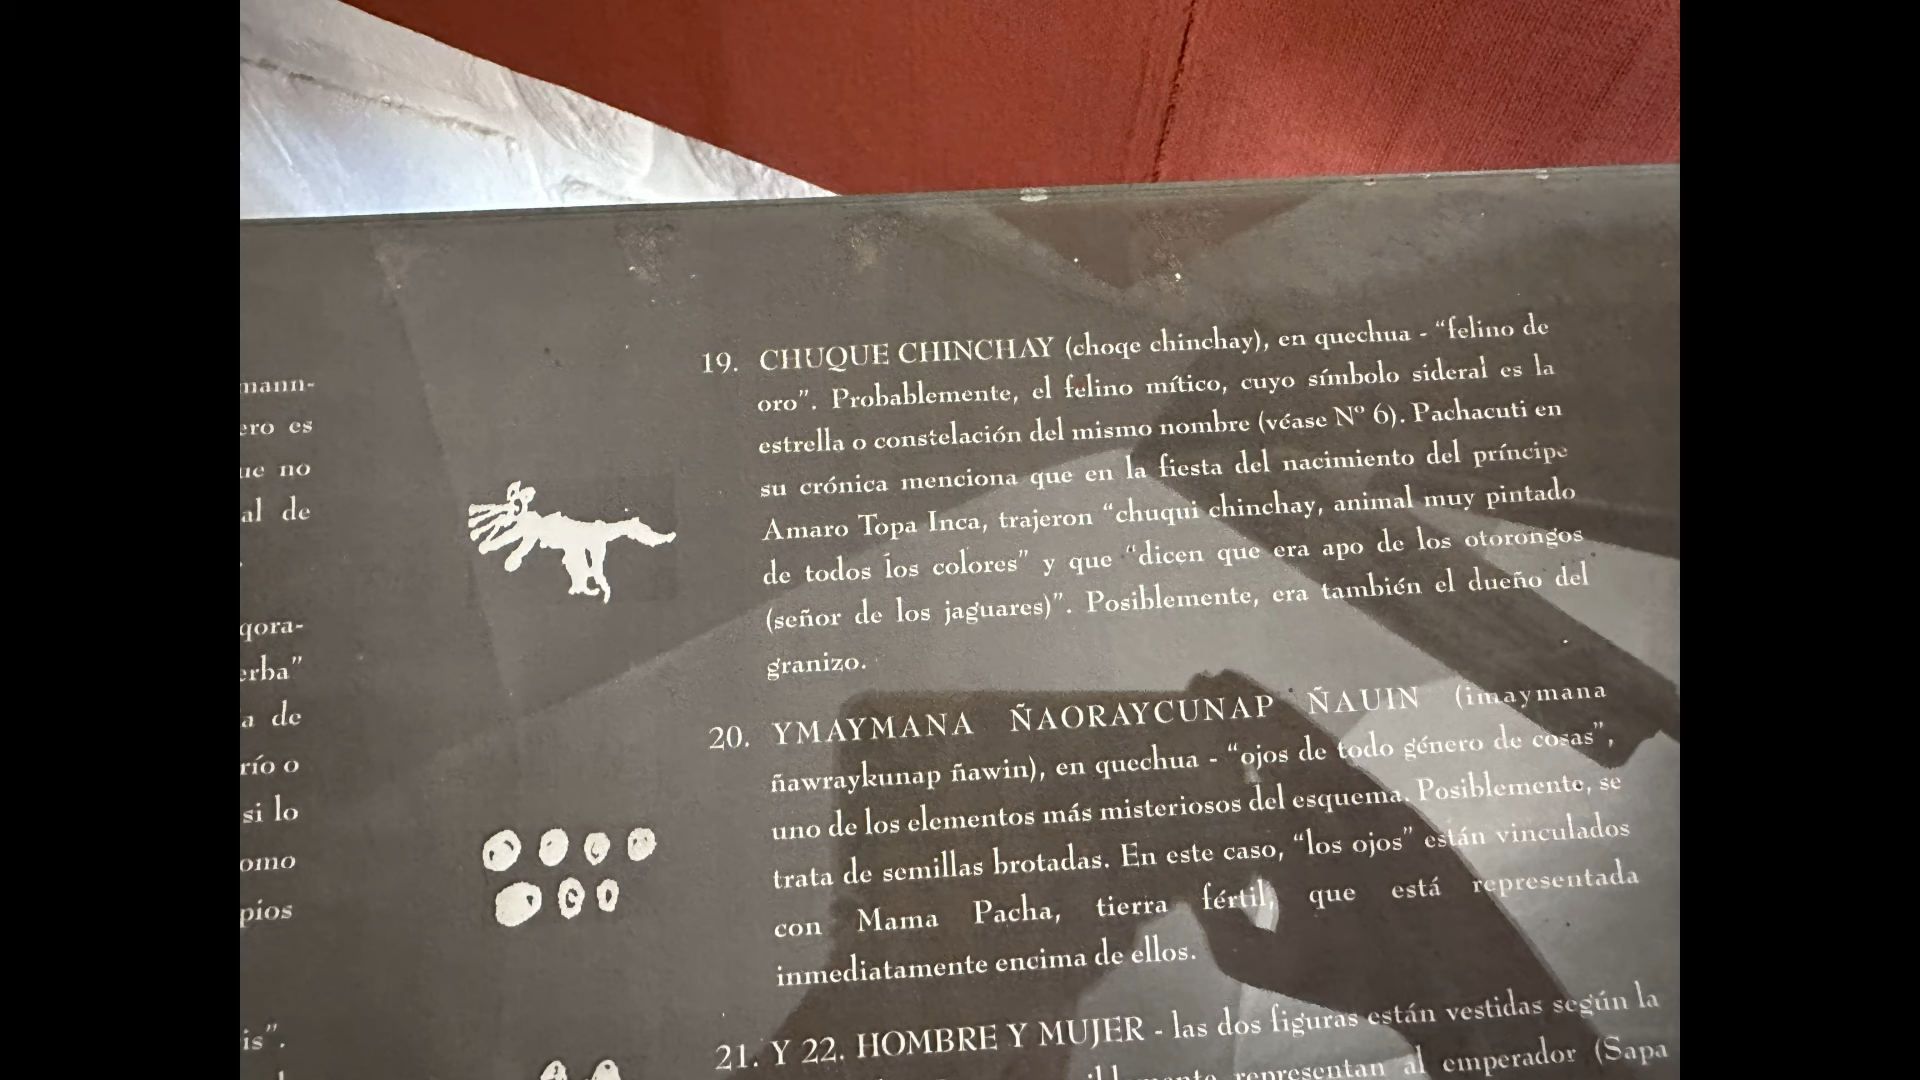 mann-
ero es
ue no
al de
qora-
erba”
a de
río o
si lo
omo
pios
is”.
19. CHUQUE CHINCHAY (choqe chinchay), en quechua - “felino de
oro”. Probablemente, el felino mítico, cuyo símbolo sideral es la
estrella o constelación del mismo nombre (véase Nº 6). Pachacuti en
su crónica menciona que en la fiesta del nacimiento del príncipe
Amaro Topa Inca, trajeron “chuqui chinchay, animal muy pintado
de todos los colores” y que “dicen que era apo de los otorongos
(señor de los jaguares)”. Posiblemente, era también el dueño del
granizo.
20. YMAYMANA ÑAORAYCUNAP ÑAUIN (imaymana
ñawraykunap ñawin), en quechua - “ojos de todo género de cosas”,
uno de los elementos más misteriosos del esquema. Posiblemente, se
trata de semillas brotadas. En este caso, “los ojos” están vinculados
con Mama Pacha, tierra fértil, que está representada
inmediatamente encima de ellos.
21. Y 22. HOMBRE Y MUJER - las dos figuras están vestidas según la
representan al emperador (Sapa